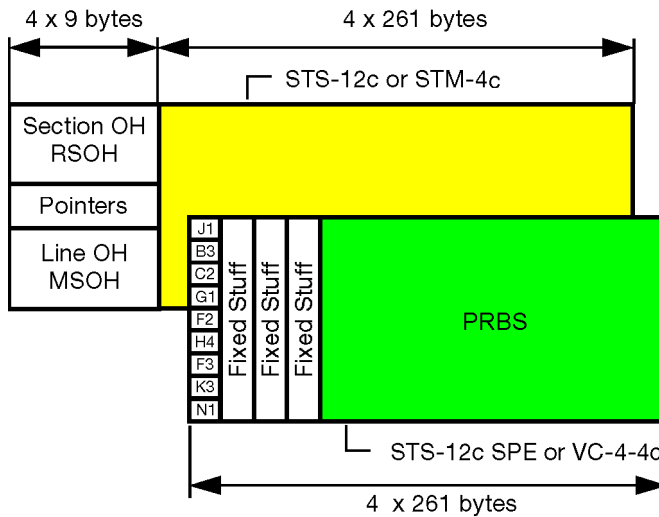 4 x 9 bytes
4 x 261 bytes
STS-12c or STM-4c
Section OH
RSOH
Pointers
Line OH
MSOH
J1
B3
C2
G1
F2
H4
F3
K3
N1
Fixed Stuff
Fixed Stuff
Fixed Stuff
PRBS
STS-12c SPE or VC-4-4c
4 x 261 bytes